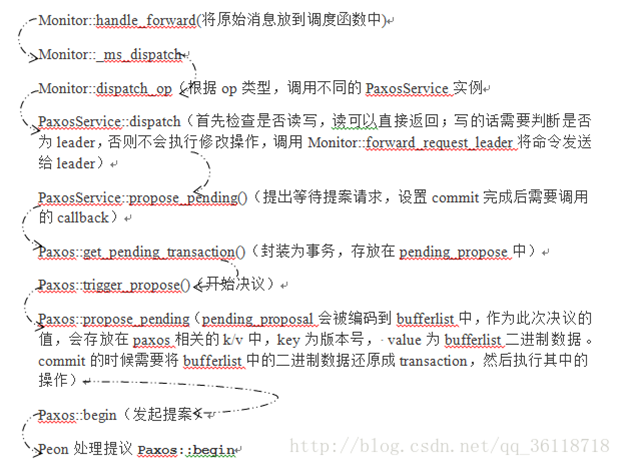 Monitor::handle_forward(将原始消息放到调度函数中)
Monitor::_ms_dispatch
Monitor::dispatch_op（根据 op 类型，调用不同的 PaxosService 实例
PaxosService::dispatch（首先检查是否读写，读可以直接返回；写的话需要判断是否
为 leader，否则不会执行修改操作，调用 Monitor::forward_request_leader 将命令发送
给 leader）
PaxosService::propose_pending()（提出等待提案请求，设置 commit 完成后需要调用
的 callback）
Paxos::get_pending_transaction()（封装为事务，存放在 pending_propose 中）
Paxos::trigger_propose()（开始决议）
Paxos::propose_pending（pending_proposal 会被编码到 bufferlist 中，作为此次决议的
值，会存放在 paxos 相关的 k/v 中，key 为版本号，value 为 bufferlist 二进制数据。
commit 的时候需要将 bufferlist 中的二进制数据还原成 transaction，然后执行其中的
操作）
Paxos::begin（发起提案）
Peon 处理提议 Paxos::begin
http://blog.csdn.net/qq_36118718